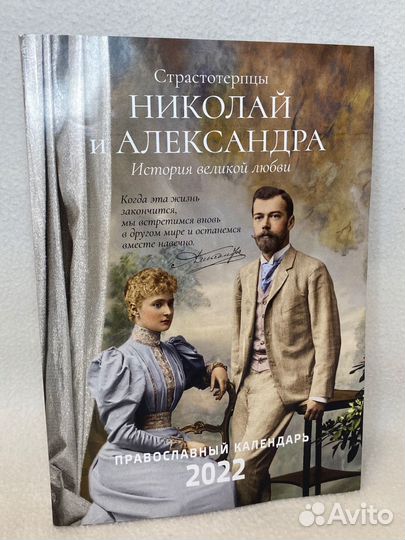 Страстотерпцы
НИКОЛАЙ
и АЛЕКСАНДРА
История великой любви
Когда эта жизнь
закончится,
мы встретимся вновь
в другом мире и останемся
вместе навечно.
ПРАВОСЛАВНЫЙ КАЛЕНДАРЬ
2022
Avito